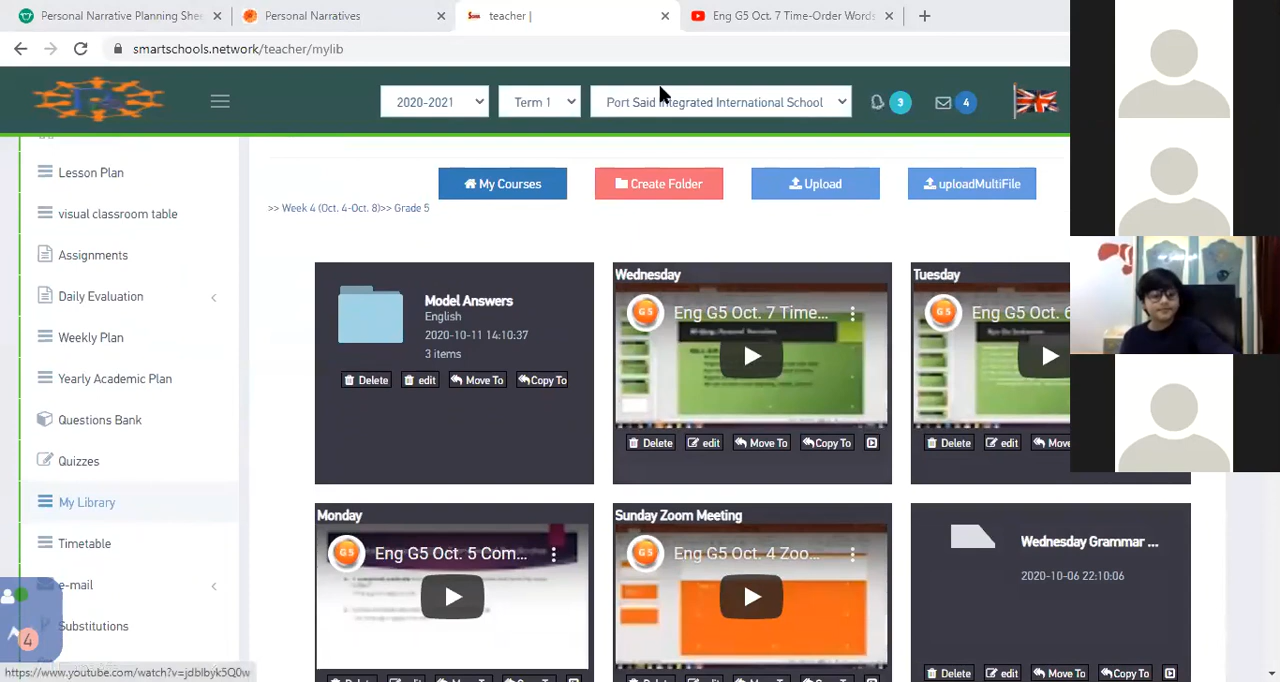 Personal Narrative Planning Shee
Personal Narratives
teacher |
Eng G5 Oct. 7 Time-Order Words
smartschools.network/teacher/mylib
2020-2021
Term 1
Port Said Integrated International School
3
4
Lesson Plan
visual classroom table
Assignments
Daily Evaluation
Weekly Plan
Yearly Academic Plan
Questions Bank
Quizzes
My Library
Timetable
e-mail
Substitutions
4
My Courses
Create Folder
Upload
uploadMultiFile
>> Week 4 (Oct. 4-Oct. 8)>> Grade 5
Model Answers
English
2020-10-11 14:10:37
3 items
Delete edit Move To Copy To
Wednesday
G5 Eng G5 Oct. 7 Time...
Delete edit Move To Copy To
Tuesday
G5 Eng G5 Oct. 6
Delete edit Move
Monday
G5 Eng G5 Oct. 5 Com...
Sunday Zoom Meeting
G5 Eng G5 Oct. 4 Zoo...
Wednesday Grammar ...
2020-10-06 22:10:06
Delete edit Move To Copy To
https://www.youtube.com/watch?v=jdblbyk5Q0w